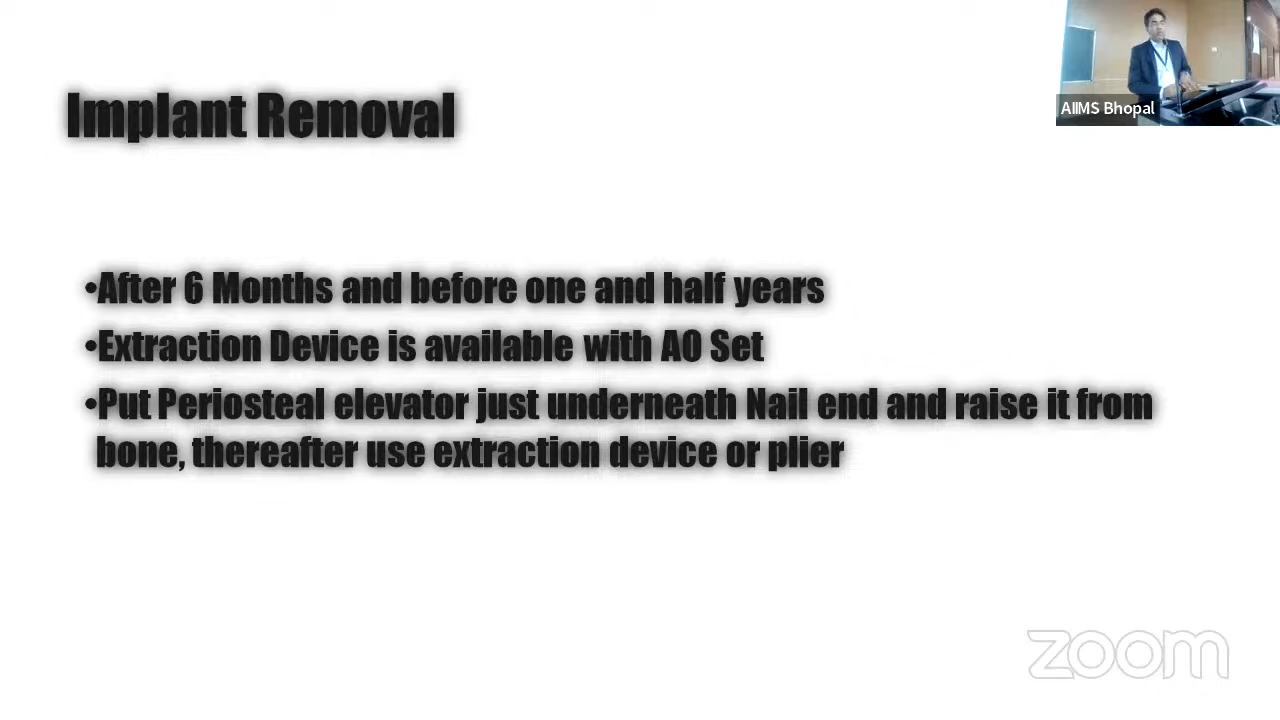 AIIMS Bhopal
Implant Removal
•After 6 Months and before one and half years
•Extraction Device is available with AO Set
•Put Periosteal elevator just underneath Nail end and raise it from
bone, thereafter use extraction device or plier
zoom